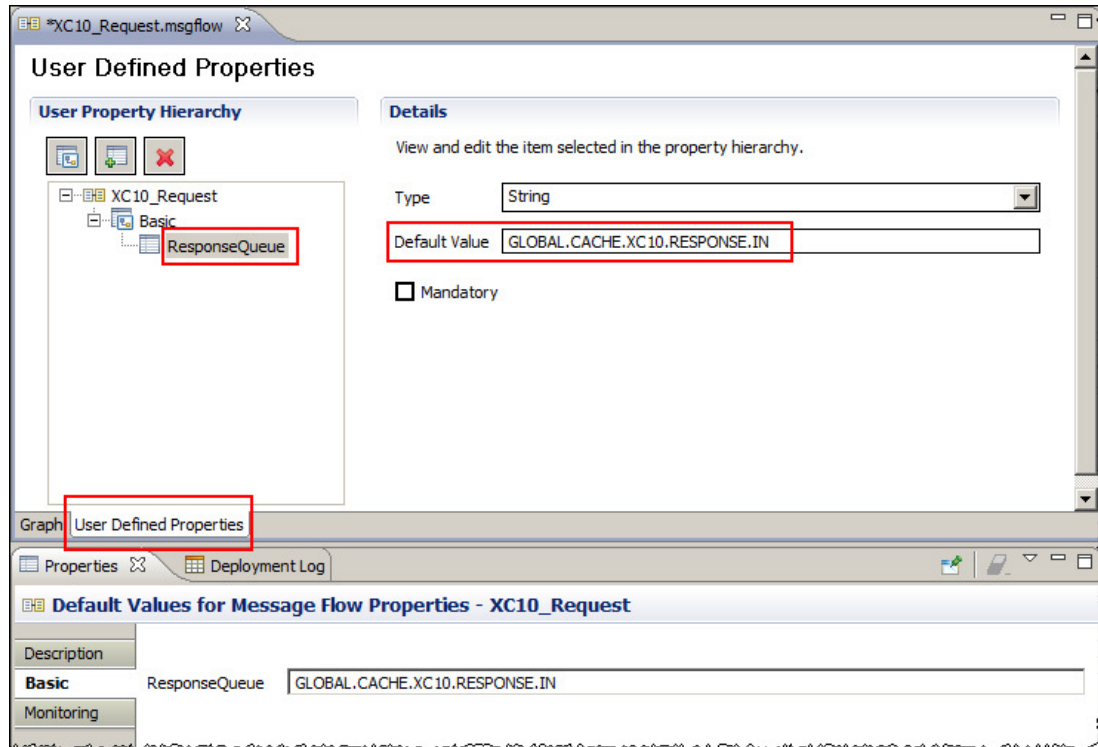 *XC10_Request.msgflow
User Defined Properties
User Property Hierarchy
Details
View and edit the item selected in the property hierarchy.
XC10_Request
Basic
ResponseQueue
Type String
Default Value GLOBAL.CACHE.XC10.RESPONSE.IN
Mandatory
Graph User Defined Properties
Properties Deployment Log
Default Values for Message Flow Properties - XC10_Request
Description
Basic ResponseQueue GLOBAL.CACHE.XC10.RESPONSE.IN
Monitoring